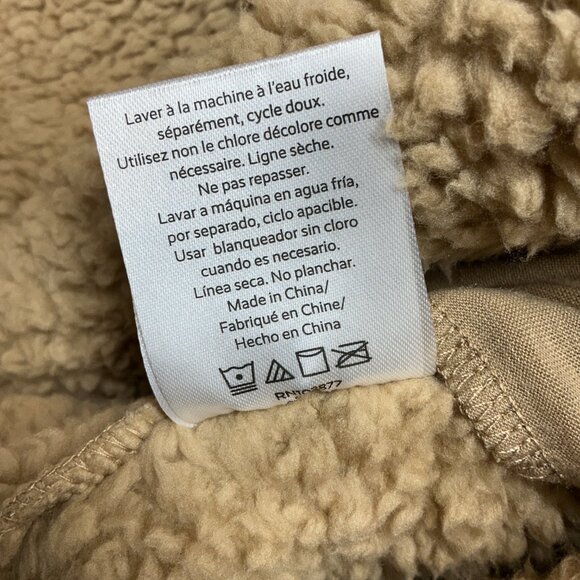 Laver à la machine à l'eau froide,
séparément, cycle doux.
Utilisez non le chlore décolore comme
nécessaire. Ligne sèche.
Ne pas repasser.
Lavar a máquina en agua fría,
por separado, ciclo apacible.
Usar blanqueador sin cloro
cuando es necesario.
Línea seca. No planchar.
Made in China/
Fabriqué en Chine/
Hecho en China